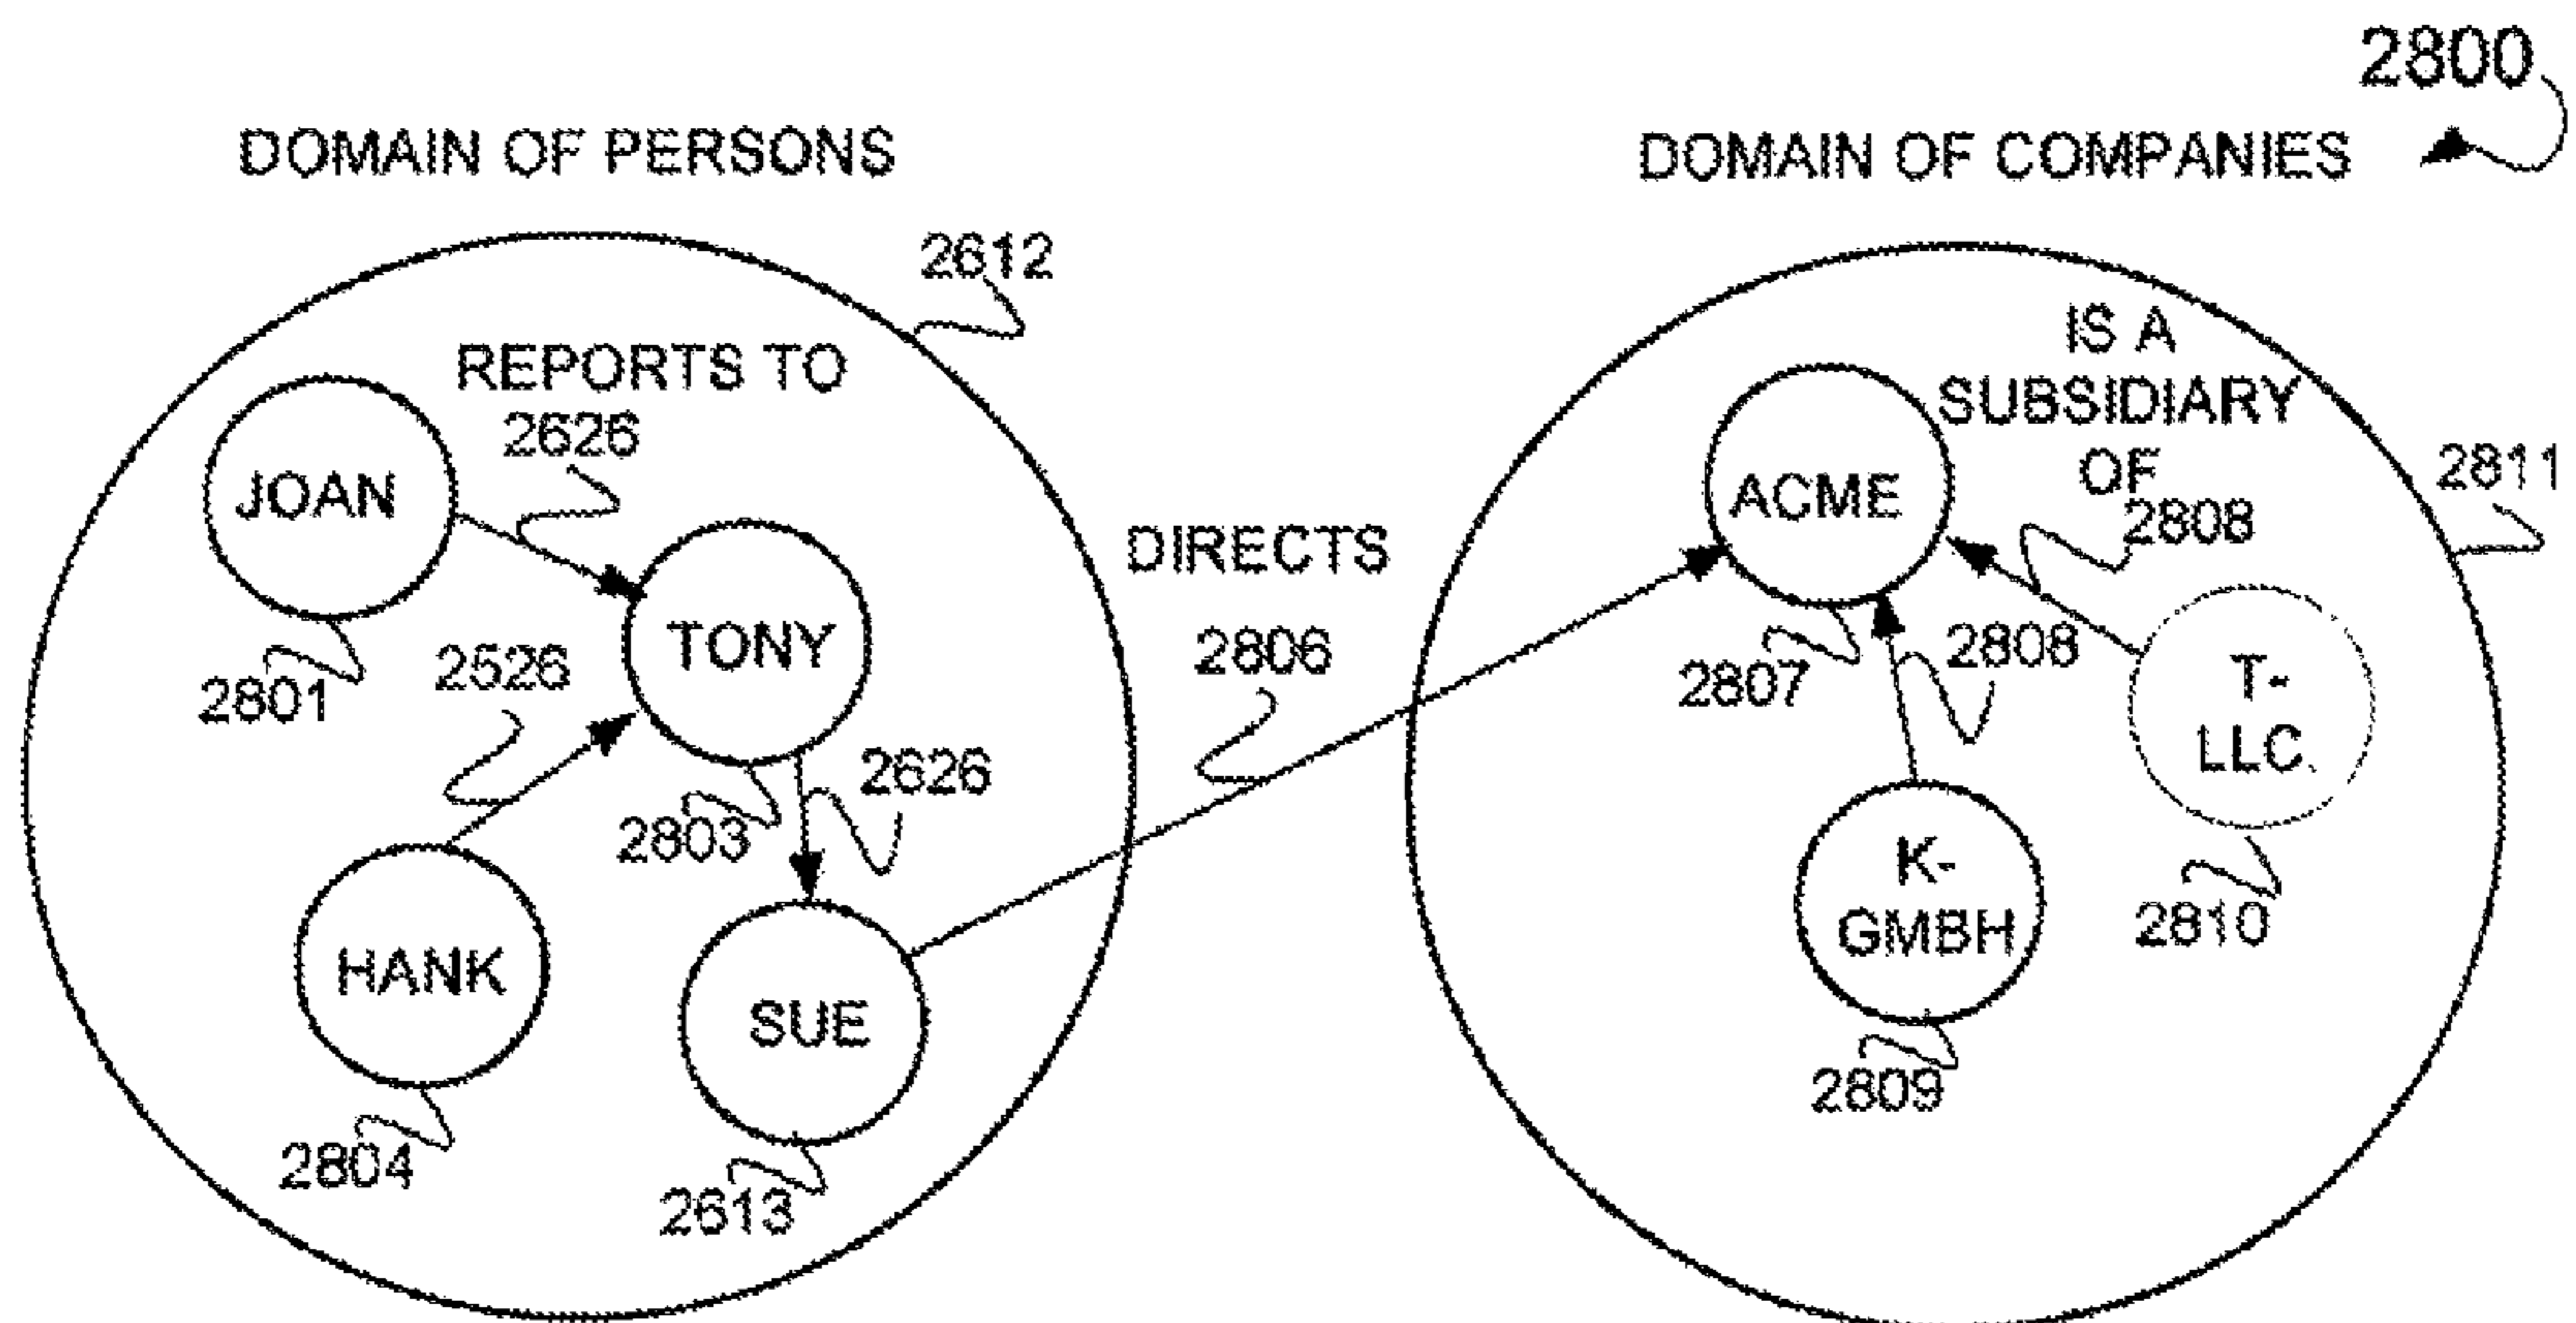 2800
DOMAIN OF PERSONS
DOMAIN OF COMPANIES
2612
REPORTS TO
2626
JOAN
2801
TONY
2526
2803
2626
HANK
2804
SUE
2613
DIRECTS
2806
IS A
SUBSIDIARY
OF
2808
2811
ACME
2807
2808
T-
LLC
2810
K-
GMBH
2809